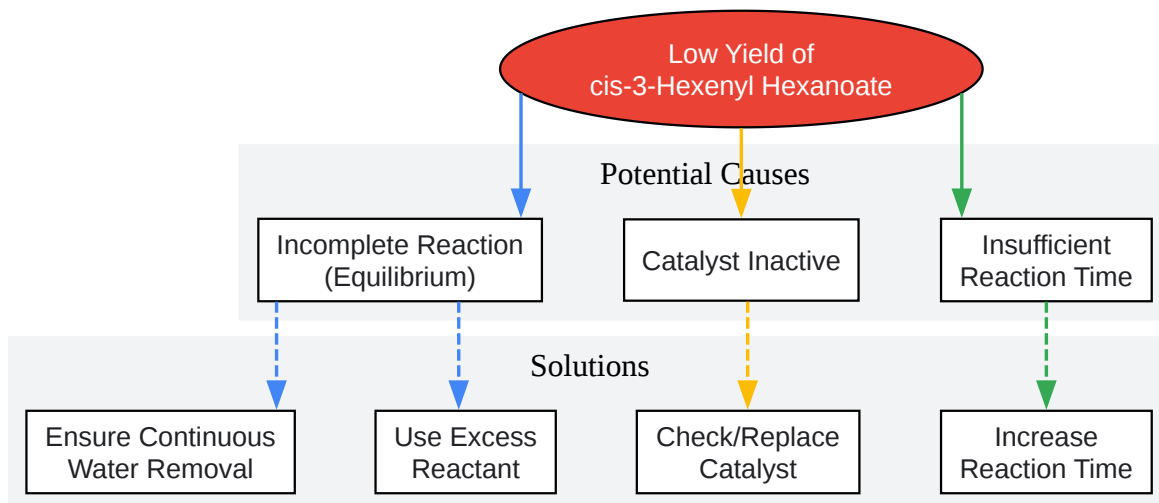 Low Yield of
cis-3-Hexenyl Hexanoate
Potential Causes
Incomplete Reaction
(Equilibrium)
Catalyst Inactive
Insufficient
Reaction Time
Solutions
Ensure Continuous
Water Removal
Use Excess
Reactant
Check/Replace
Catalyst
Increase
Reaction Time